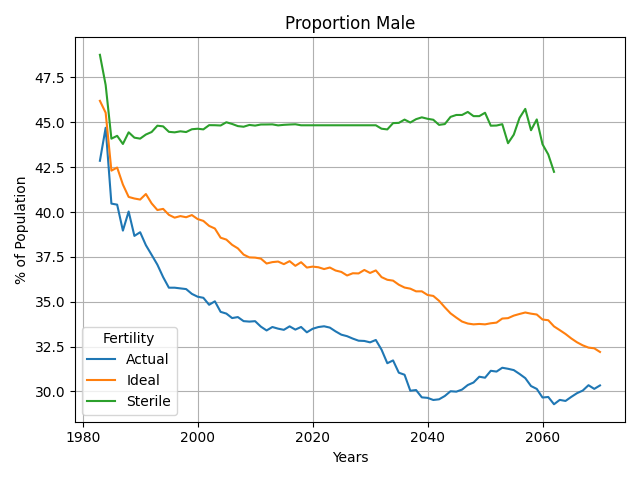 Proportion Male
% of Population
47.5
45.0
42.5
40.0
37.5
35.0
32.5
30.0
Fertility
Actual
Ideal
Sterile
1980 2000 2020 2040 2060
Years